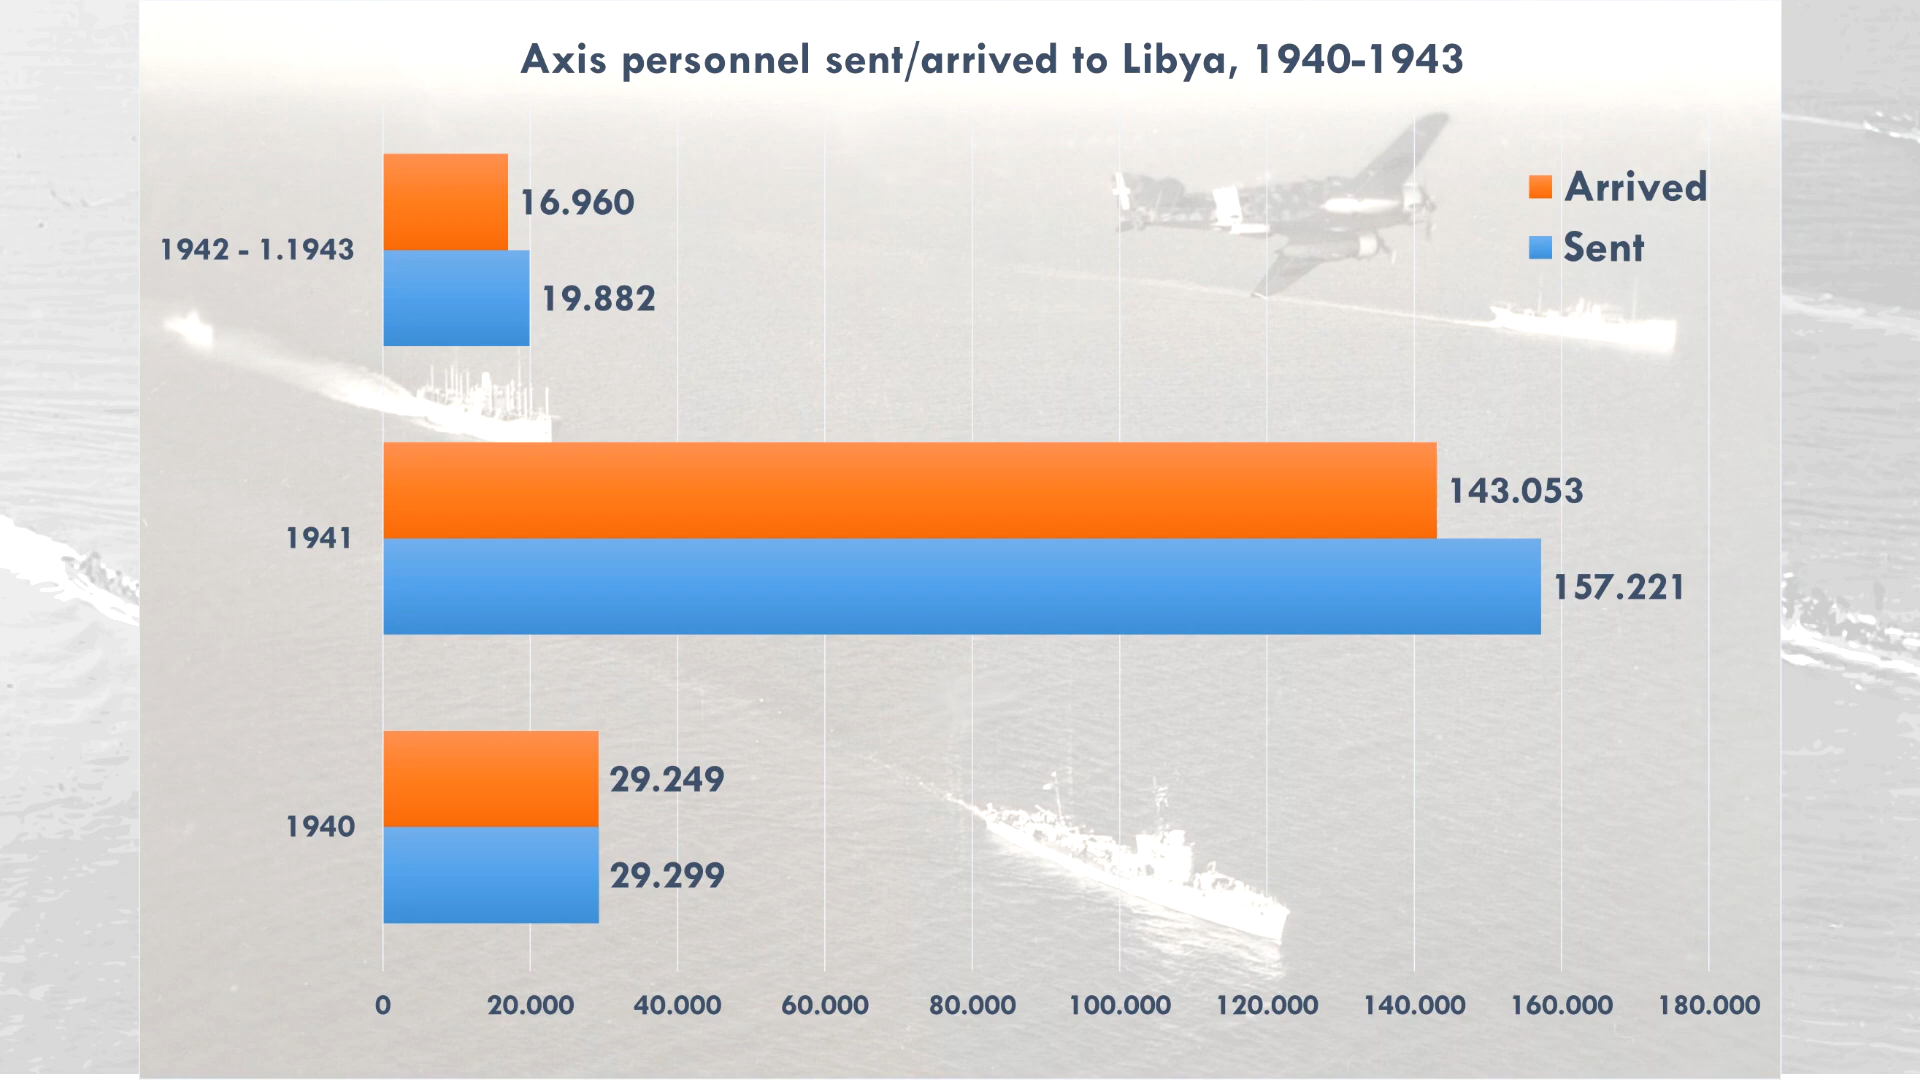 Axis personnel sent/arrived to Libya, 1940-1943
Arrived
Sent
1942 - 1.1943
16.960
19.882
1941
143.053
157.221
1940
29.249
29.299
0 20.000 40.000 60.000 80.000 100.000 120.000 140.000 160.000 180.000